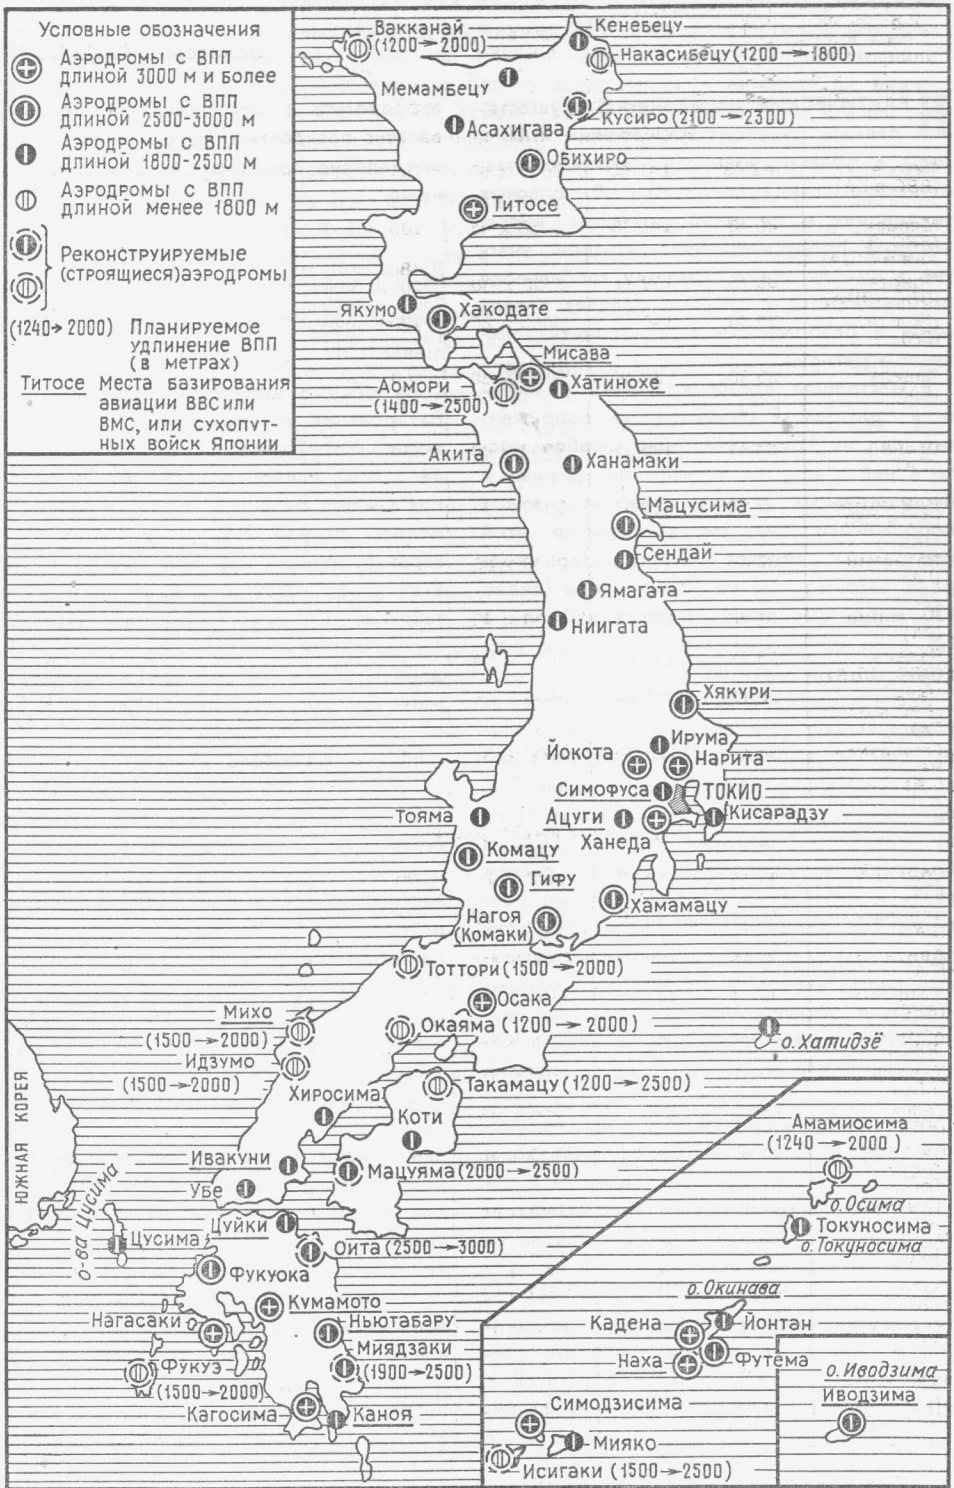 Условные обозначения
Аэродромы с ВПП
длиной 3000 м и более
Аэродромы с ВПП
длиной 2500-3000 м
Аэродромы с ВПП
длиной 1800-2500 м
Аэродромы с ВПП
длиной менее 1800 м
Реконструируемые
(строящиеся) аэродромы
(1240→2000) Планируемое
удлинение ВПП
(в метрах)
Титосе Места базирования
авиации ВВС или
ВМС, или сухопут-
ных войск Японии
Вакканай
(1200→2000)
Кенебецу
Накасибецу (1200→1800)
Мемамбецу
Кусиро (2100→2300)
Асахигава
Обихиро
Титосе
Якумо
Хакодате
Мисава
Аомори
(1400→2500)
Хатинохе
Акита
Ханамаки
Мацусима
Сендай
Ямагата
Ниигата
Хякури
Ирума
Йокота
Нарита
Симофуса
ТОКИО
Тояма
Ацуги
Кисарадзу
Ханеда
Комацу
Гифу
Хамамацу
Нагоя
(Комаки)
Тоттори (1500→2000)
Осака
Михо
(1500→2000)
Окаяма (1200→2000)
о. Хатидзё
Идзумо
(1500→2000)
Такамацу (1200→2500)
Хиросима
Коти
ЮЖНАЯ КОРЕЯ
Ивакуни
Мацуяма (2000→2500)
Убе
о-ва Цусима
Цусима
Цуйки
Оита (2500→3000)
Фукуока
Кумамото
Нагасаки
Ньютабару
Миядзаки
(1900→2500)
Фукуэ
(1500→2000)
Кагосима
Каноя
Амамиосима
(1240→2000)
о. Осима
Токуносима
о. Токуносима
о. Окинава
Кадена
Йонтан
Наха
Футема
о. Иводзима
Иводзима
Симодзисима
Мияко
Исигаки (1500→2500)